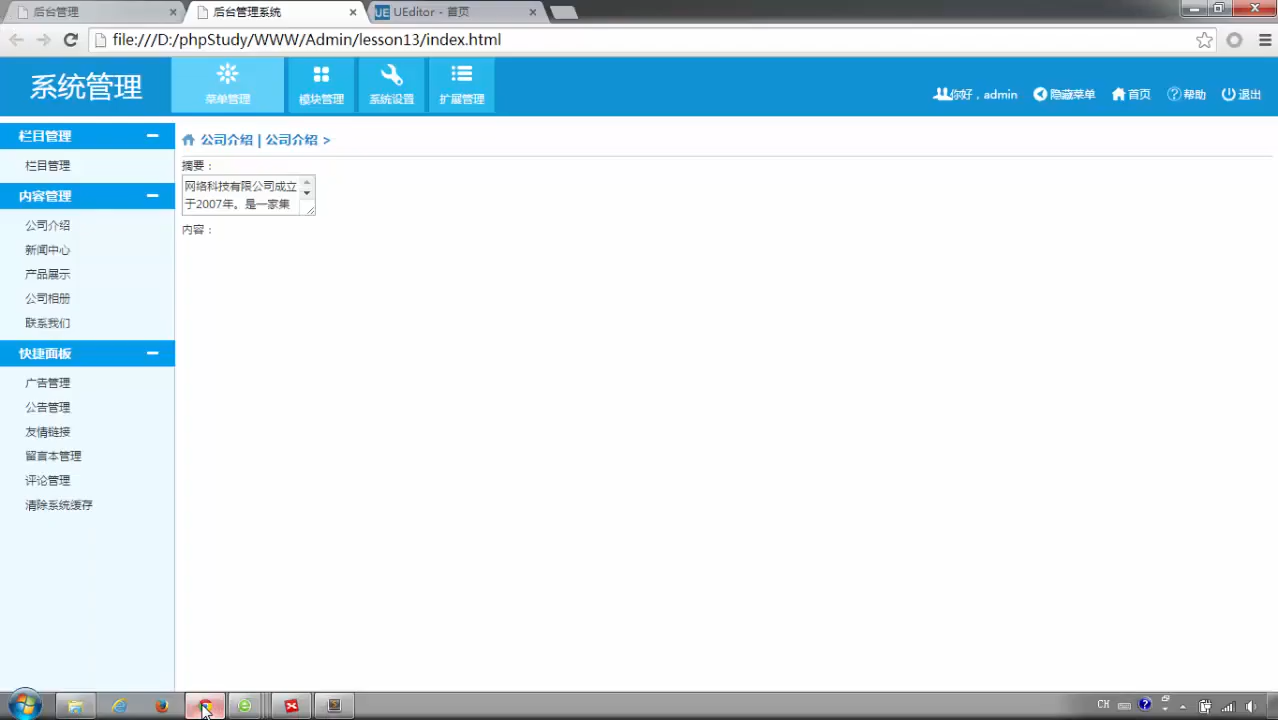 后台管理
后台管理系统
UEditor - 首页
file:///D:/phpStudy/WWW/Admin/lesson13/index.html
系统管理
菜单管理
模块管理
系统设置
扩展管理
你好，admin
隐藏菜单
首页
帮助
退出
栏目管理
栏目管理
内容管理
公司介绍
新闻中心
产品展示
公司相册
联系我们
快捷面板
广告管理
公告管理
友情链接
留言本管理
评论管理
清除系统缓存
公司介绍 | 公司介绍 >
摘要：
网络科技有限公司成立
于2007年。是一家集
内容：
CH